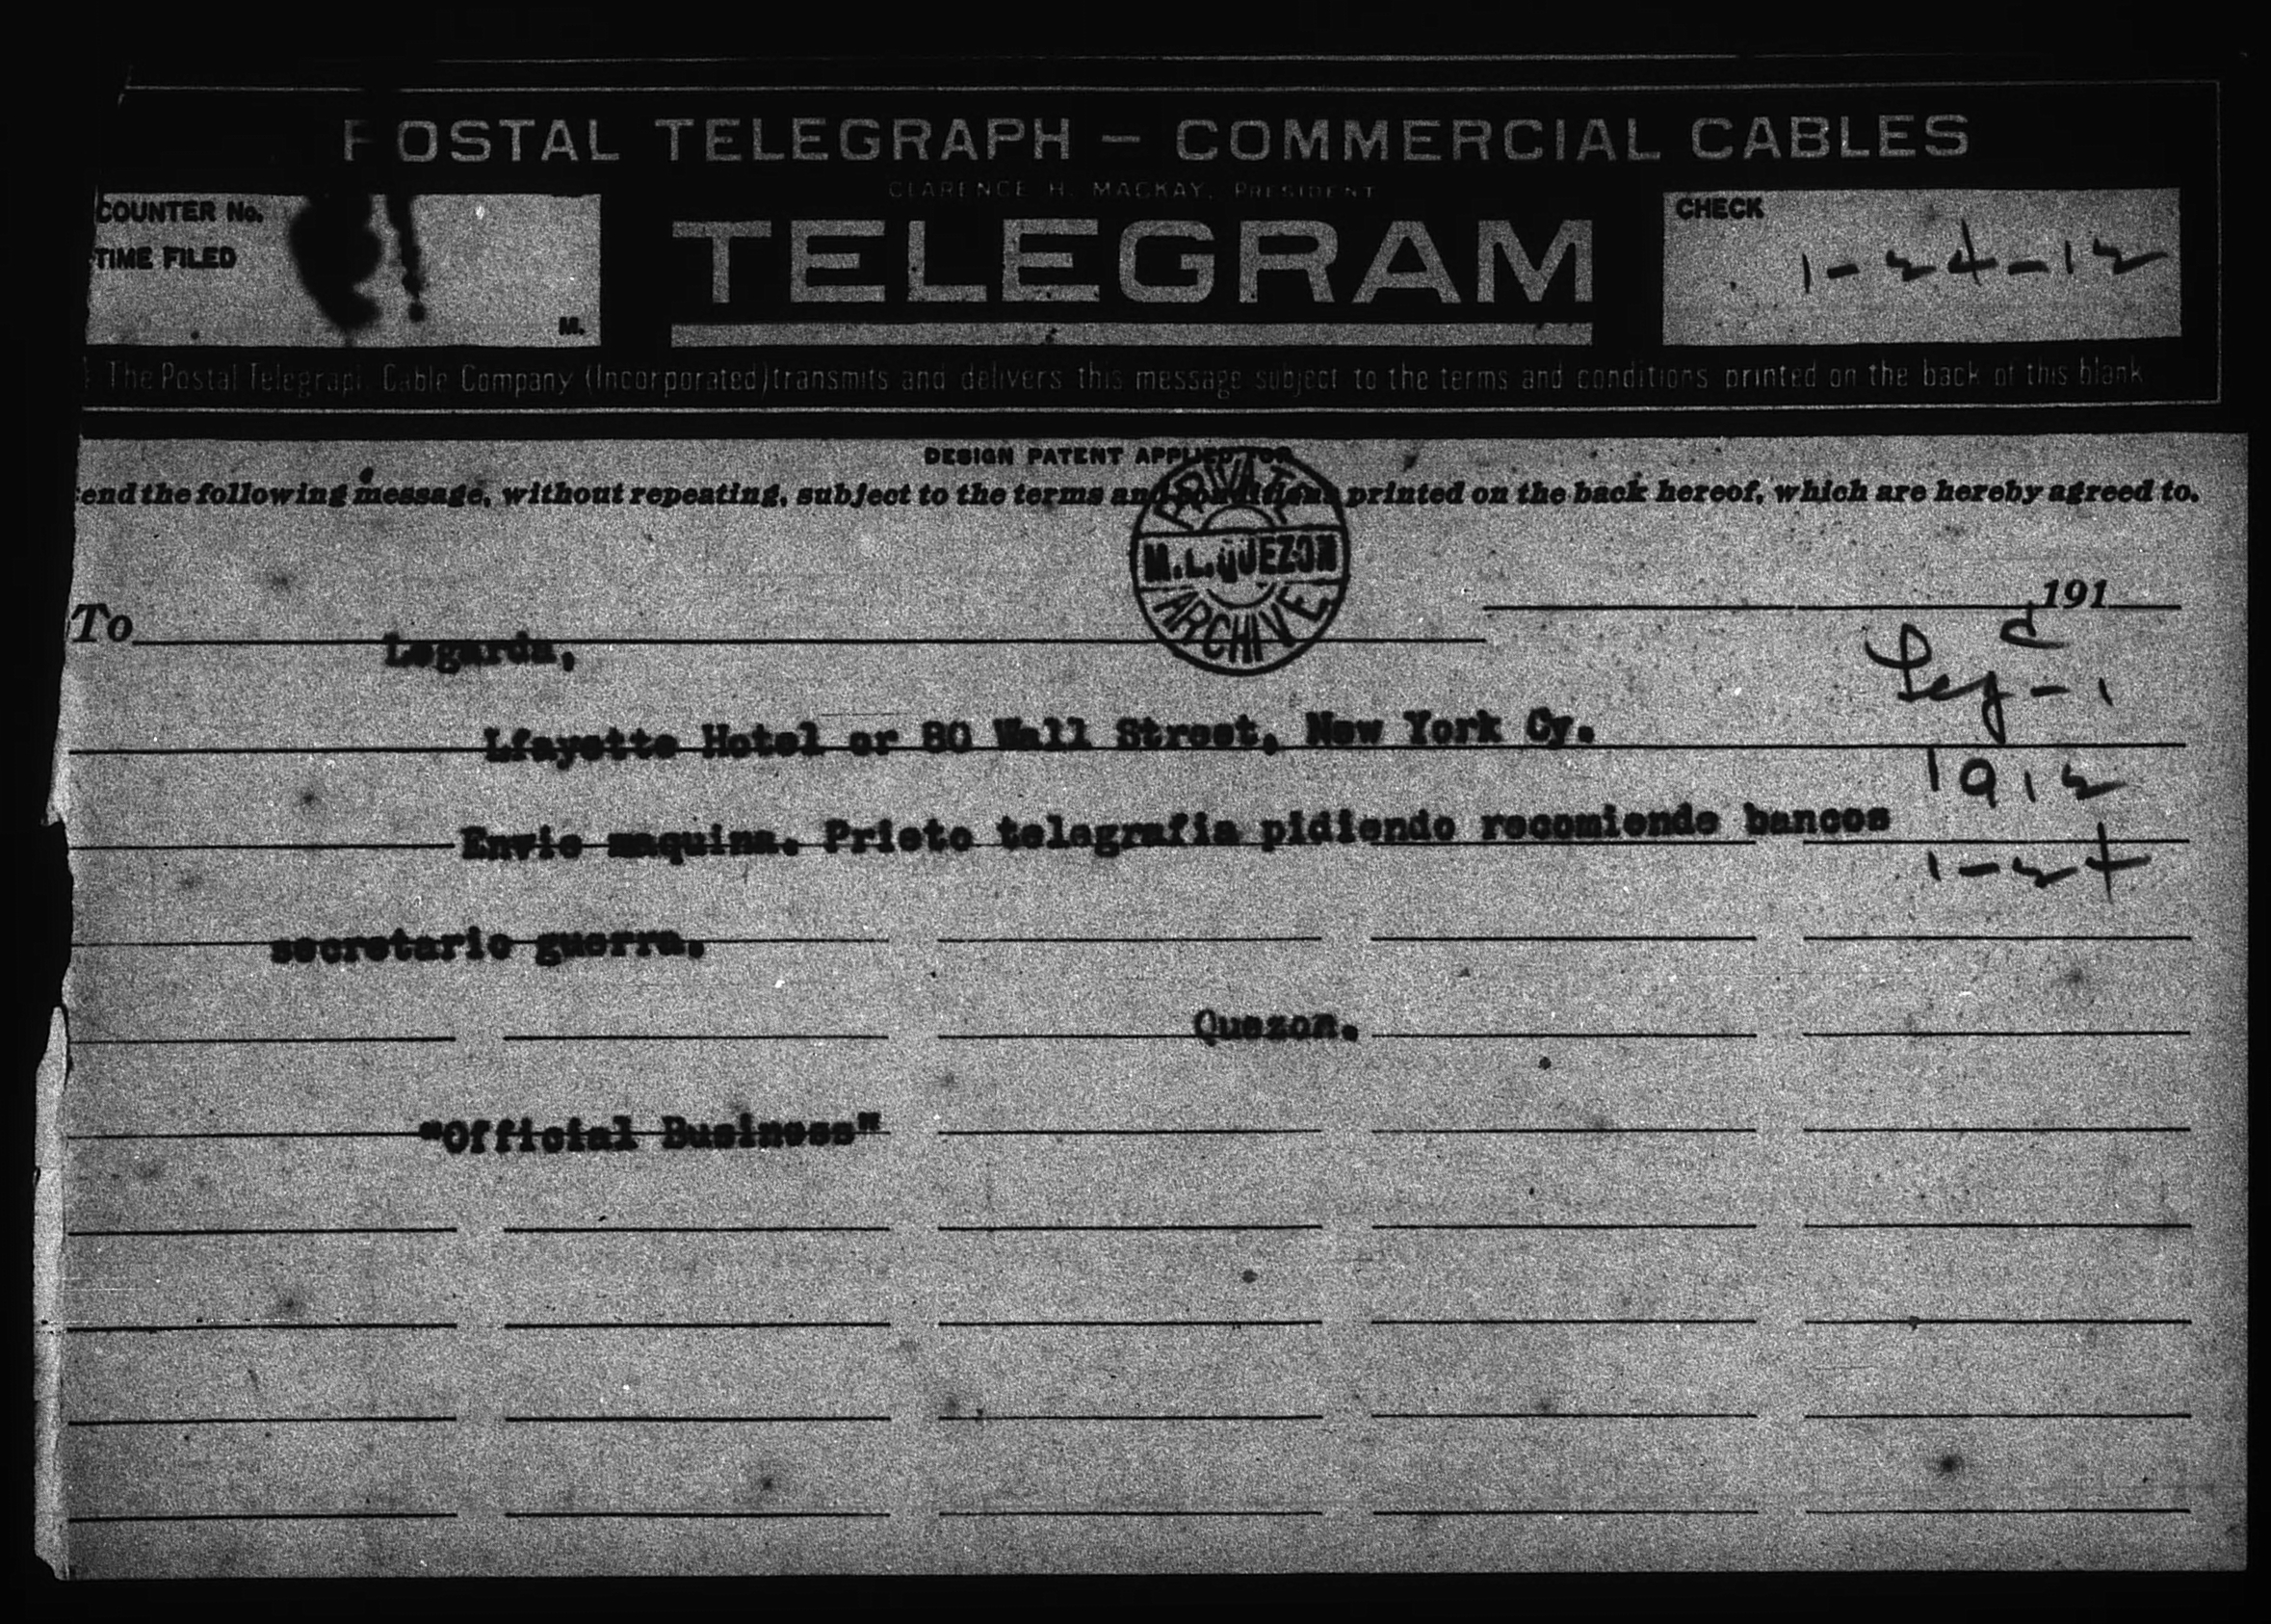 POSTAL TELEGRAPH — COMMERCIAL CABLES
CLARENCE H. MACKAY, PRESIDENT
COUNTER No.
TIME FILED
M.
TELEGRAM
CHECK
1-24-12
The Postal Telegraph Cable Company (Incorporated) transmits and delivers this message subject to the terms and conditions printed on the back of this blank
DESIGN PATENT APPLIED FOR
end the following message, without repeating, subject to the terms and conditions printed on the back hereof, which are hereby agreed to.
PRIVATE
M.L.QUEZON
ARCHIVE
191
To
Legarda,
Leg-1
Lfayette Hotel or 80 Wall Street, New York Cy.
1912
Envie maquina. Prieto telegrafia pidiendo recomiende bancos
1-24
secretario guerra.
Quezon.
"Official Business"